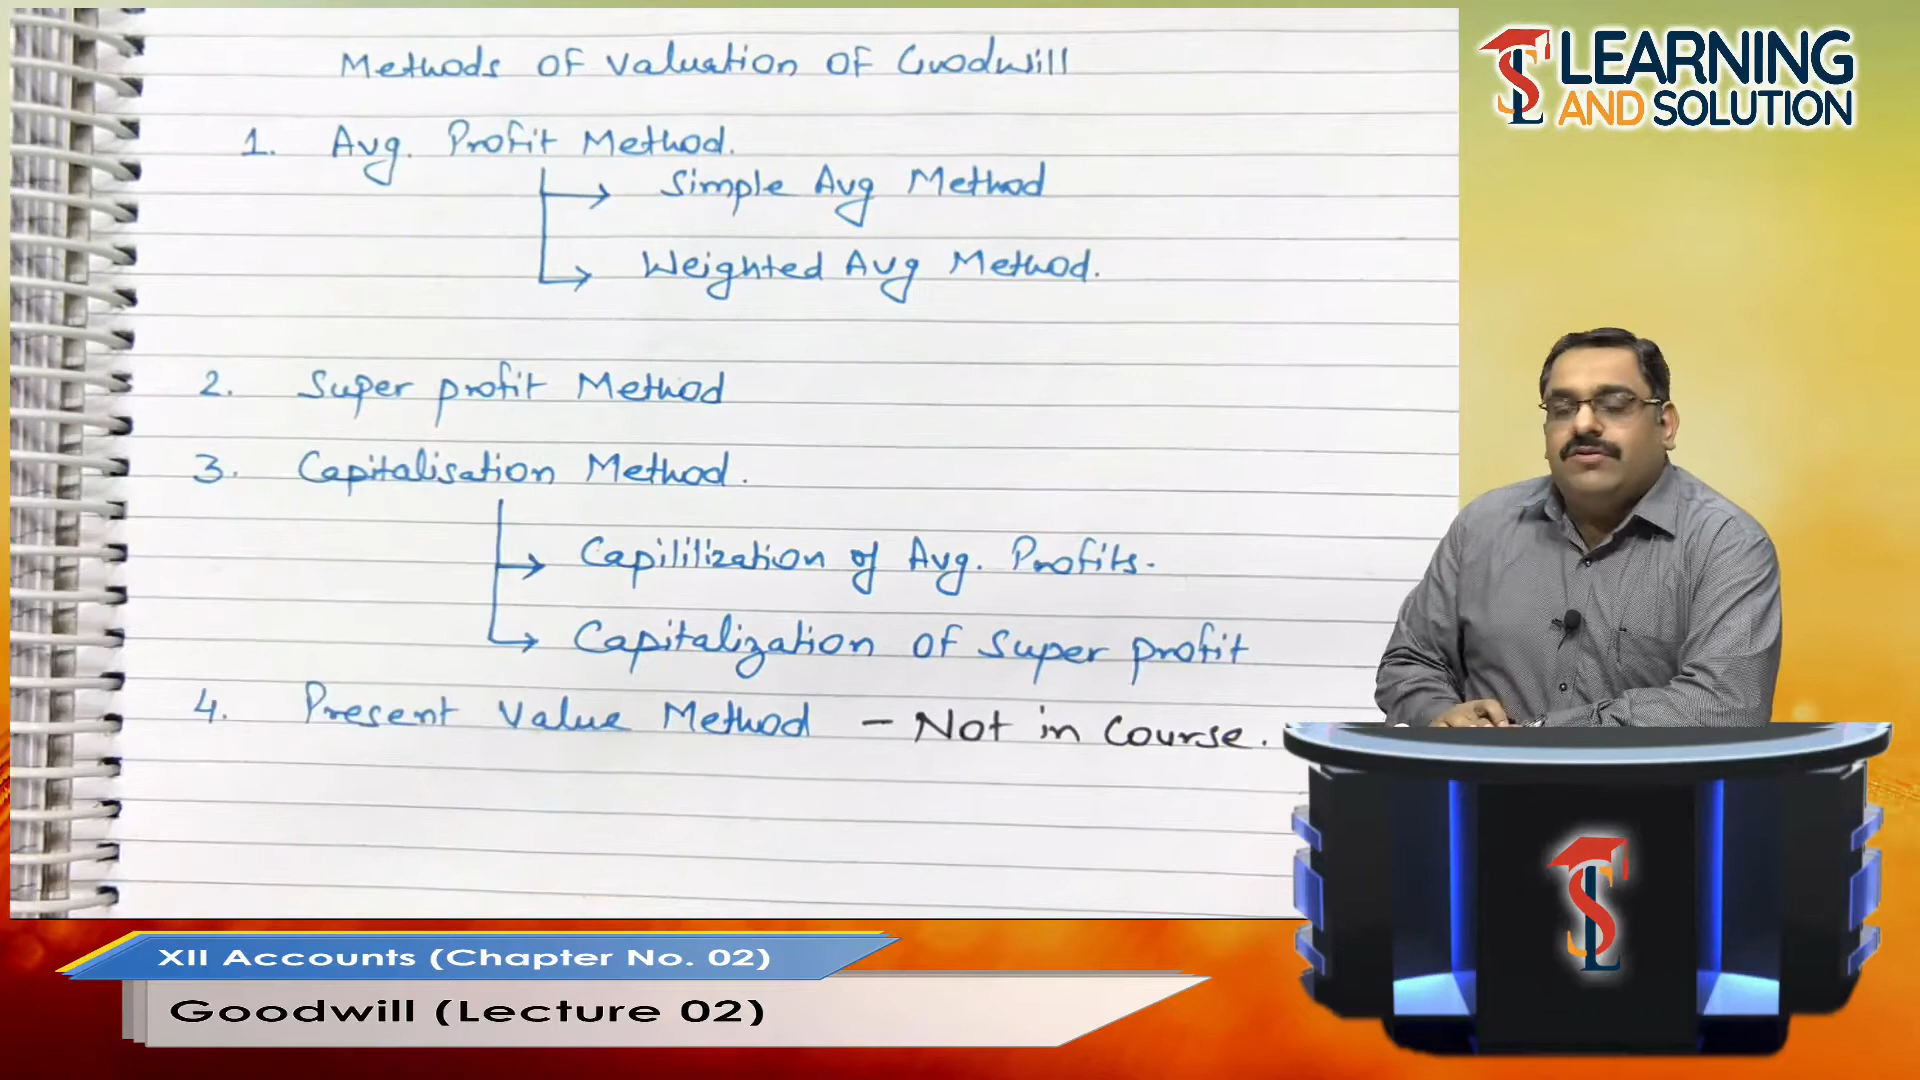 Methods of Valuation of Goodwill
1. Avg. Profit Method.
Simple Avg Method
Weighted Avg Method.
2. Super profit Method
3. Capitalisation Method.
Capililization of Avg. Profits.
Capitalization of Super profit
4. Present Value Method - Not in Course.
LEARNING
AND SOLUTION
XII Accounts (Chapter No. 02)
Goodwill (Lecture 02)